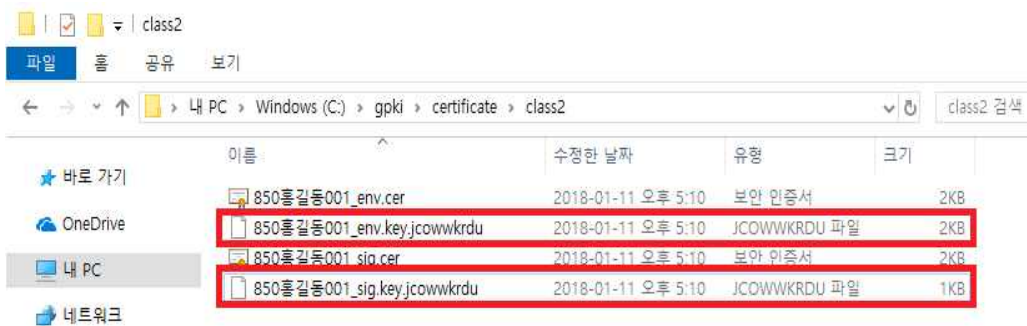 class2
파일 홈 공유 보기
내 PC > Windows (C:) > gpki > certificate > class2
class2 검색
이름 수정한 날짜 유형 크기
바로 가기
OneDrive
내 PC
네트워크
850홍길동001_env.cer 2018-01-11 오후 5:10 보안 인증서 2KB
850홍길동001_env.key.jcowwkrdu 2018-01-11 오후 5:10 JCOWWKRDU 파일 2KB
850홍길동001_sig.cer 2018-01-11 오후 5:10 보안 인증서 2KB
850홍길동001_sig.key.jcowwkrdu 2018-01-11 오후 5:10 JCOWWKRDU 파일 1KB